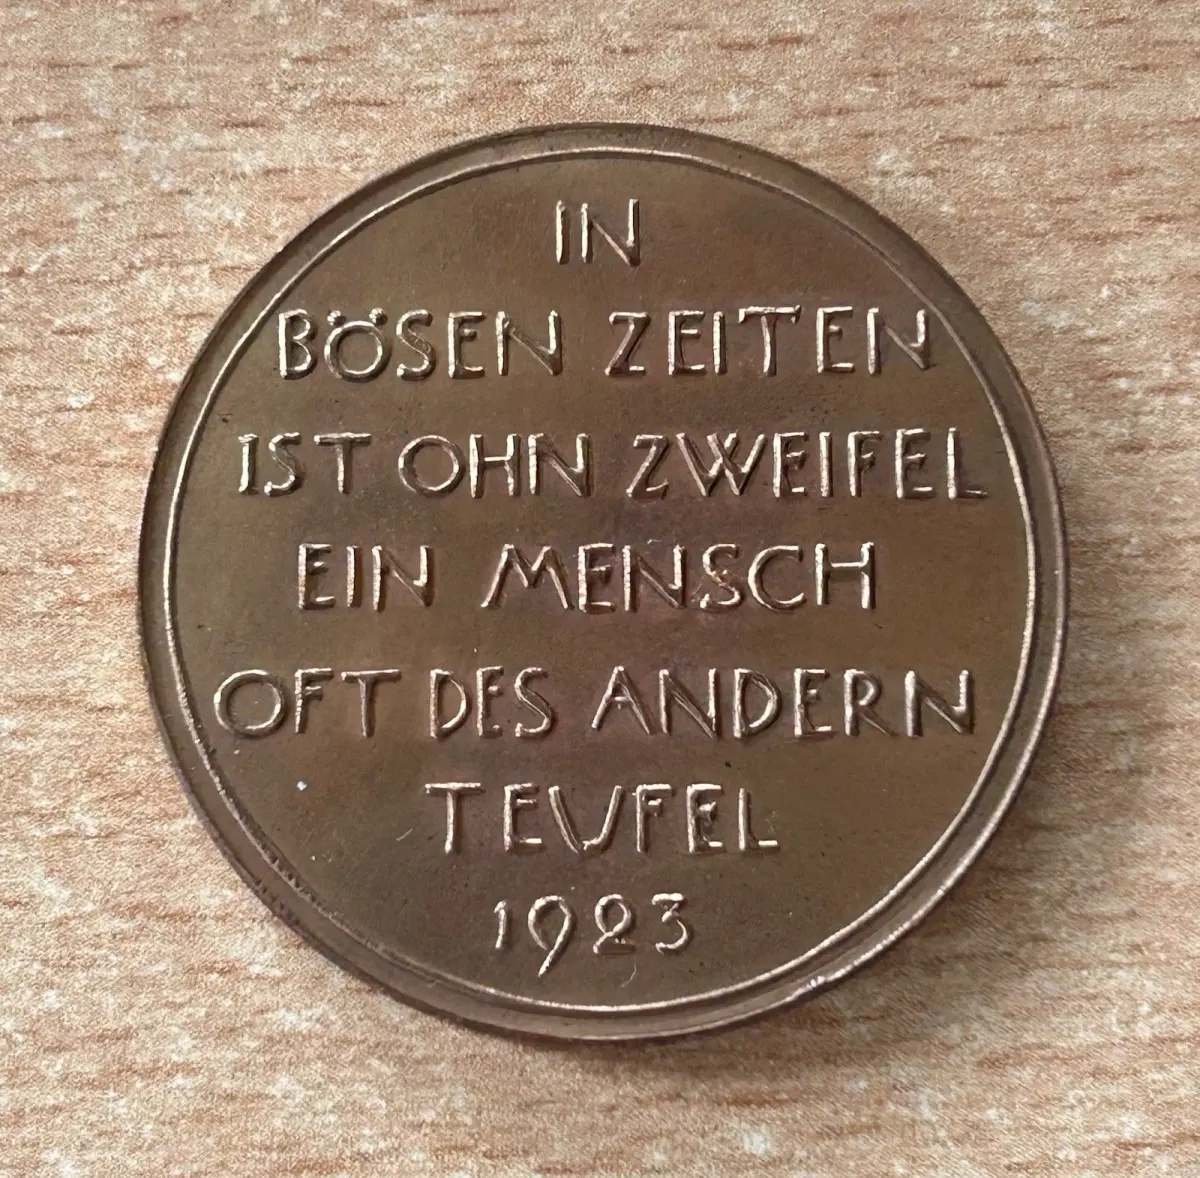 IN
BÖSEN ZEITEN
IST OHN ZWEIFEL
EIN MENSCH
OFT DES ANDERN
TEUFEL
1923